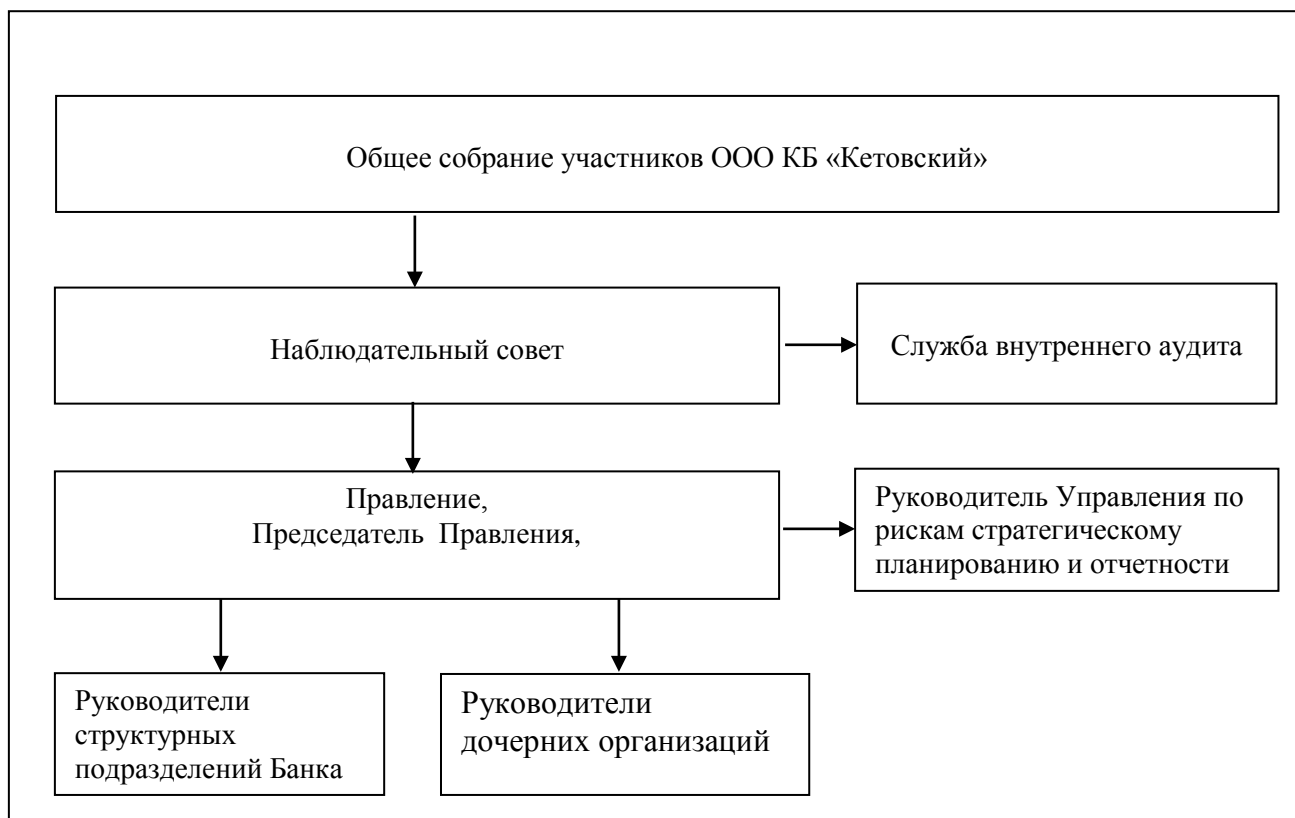 Общее собрание участников ООО КБ «Кетовский»
Наблюдательный совет
Служба внутреннего аудита
Правление,
Председатель Правления,
Руководитель Управления по
рискам стратегическому
планированию и отчетности
Руководители
структурных
подразделений Банка
Руководители
дочерних организаций